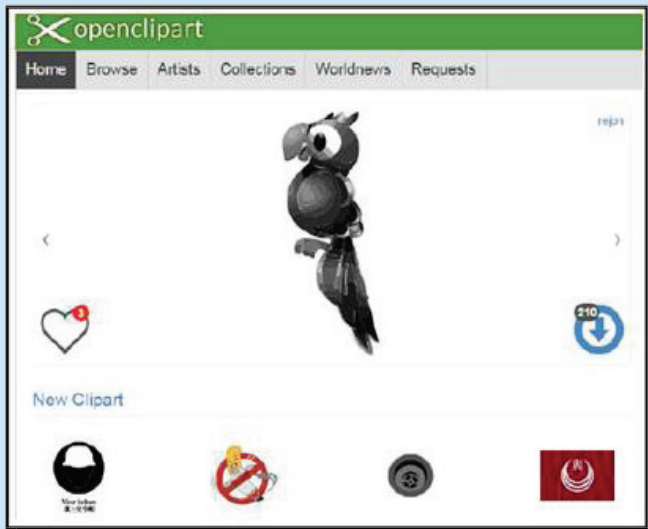 openclipart
Home Browse Artists Collections Worldnews Requests
rejon
3
210
New Clipart